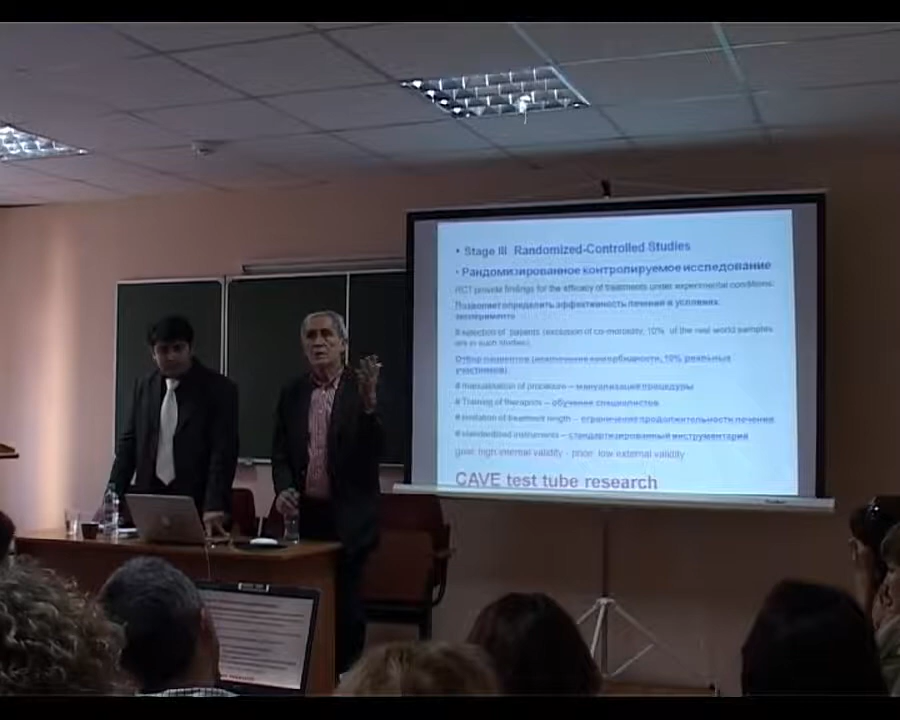 • Stage III Randomized-Controlled Studies
• Рандомизированное контролируемое исследование
RCT provide findings for the efficacy of treatments under experimental conditions:
Позволяет определить эффективность лечения в условиях
эксперимента
# selection of patients (exclusion of co-morbidity, 10% of the real world samples
are in such studies)
Отбор пациентов (исключение коморбидности, 10% реальных
участников)
# manualisation of procedure – мануализация процедуры
# Training of therapists – обучение специалистов
# limitation of treatment length – ограничение продолжительности лечения
# standardised instruments – стандартизированный инструментарий
goal: high internal validity - price: low external validity
CAVE test tube research